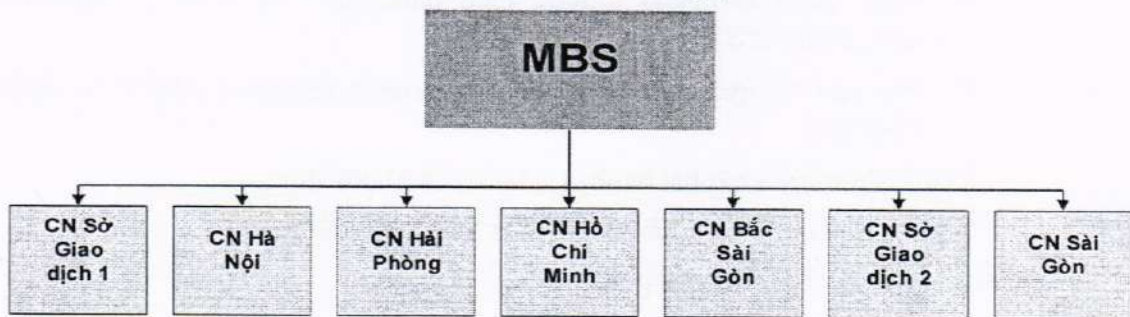 MBS
CN Sở
Giao
dịch 1
CN Hà
Nội
CN Hải
Phòng
CN Hồ
Chí
Minh
CN Bắc
Sài
Gòn
CN Sở
Giao
dịch 2
CN Sài
Gòn